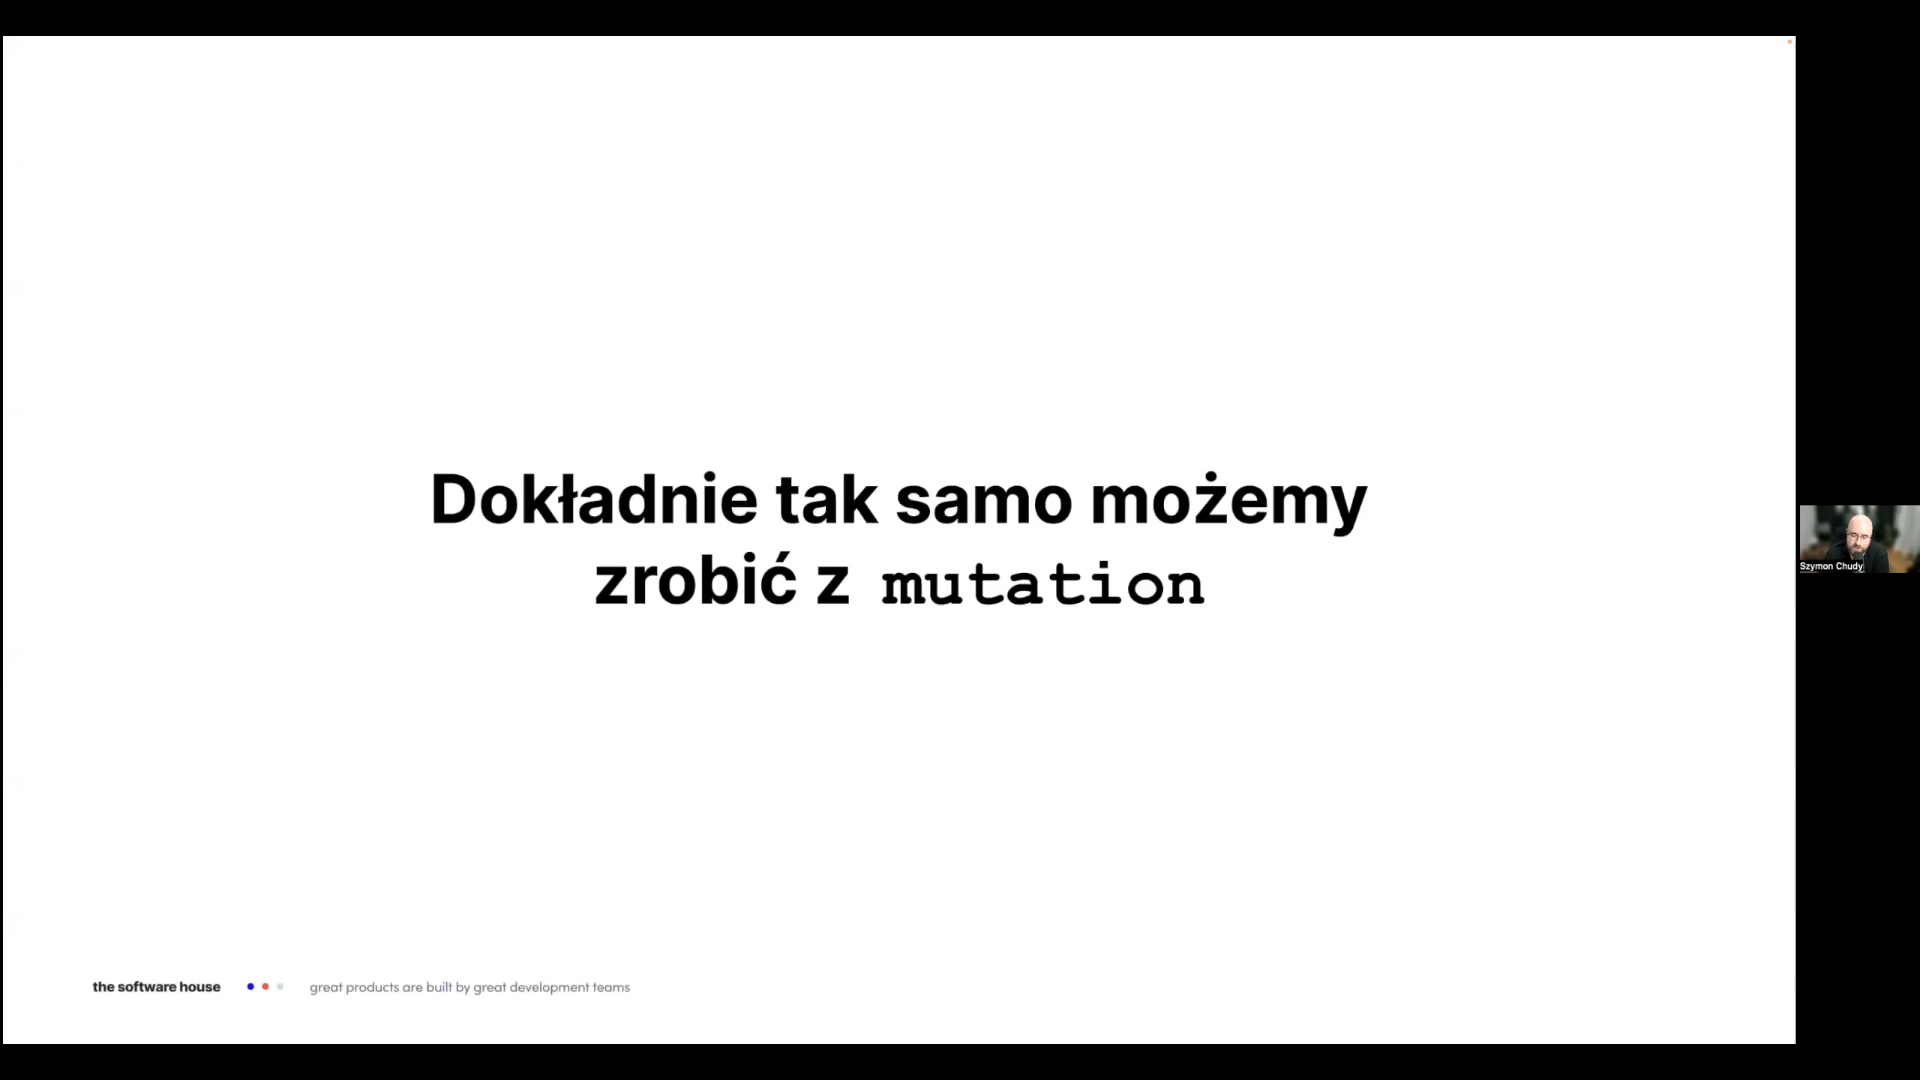 Dokładnie tak samo możemy
zrobić z mutation
Szymon Chudy
the software house
great products are built by great development teams